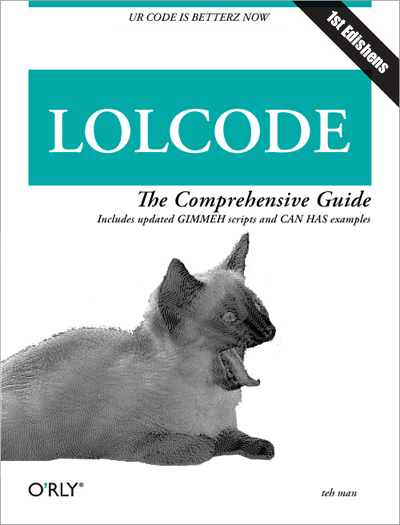 UR CODE IS BETTERZ NOW
1st Edishens
LOLCODE
The Comprehensive Guide
Includes updated GIMMEH scripts and CAN HAS examples
O'RLY®
teh man